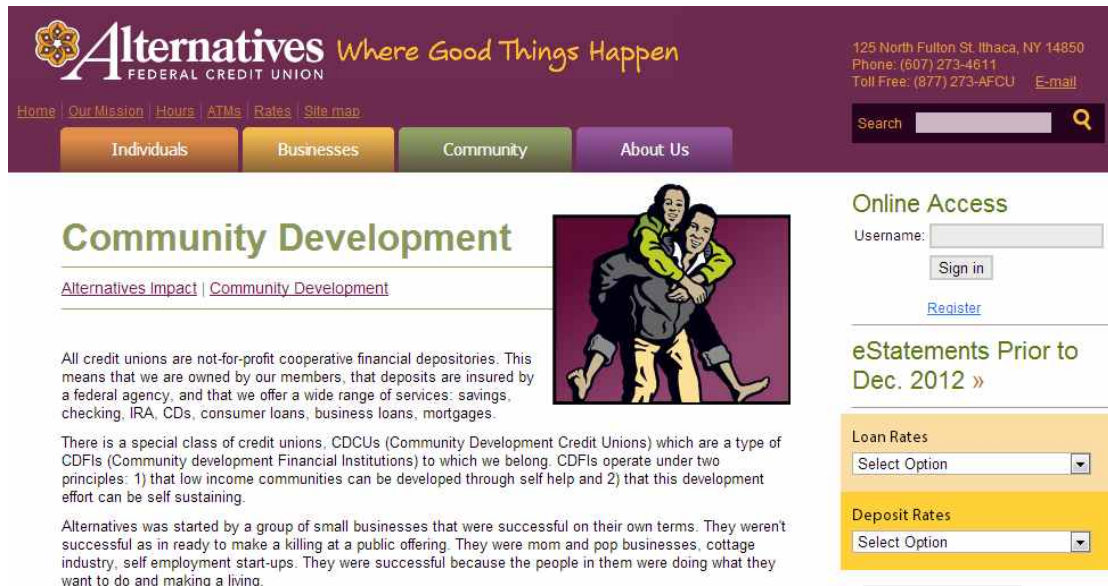 Alternatives Where Good Things Happen
FEDERAL CREDIT UNION
125 North Fulton St. Ithaca, NY 14850
Phone: (607) 273-4611
Toll Free: (877) 273-AFCU E-mail
Home | Our Mission | Hours | ATMs | Rates | Site map
Search
Individuals Businesses Community About Us
Community Development
Alternatives Impact | Community Development
All credit unions are not-for-profit cooperative financial depositories. This
means that we are owned by our members, that deposits are insured by
a federal agency, and that we offer a wide range of services: savings,
checking, IRA, CDs, consumer loans, business loans, mortgages.
There is a special class of credit unions, CDCUs (Community Development Credit Unions) which are a type of
CDFIs (Community development Financial Institutions) to which we belong. CDFIs operate under two
principles: 1) that low income communities can be developed through self help and 2) that this development
effort can be self sustaining.
Alternatives was started by a group of small businesses that were successful on their own terms. They weren't
successful as in ready to make a killing at a public offering. They were mom and pop businesses, cottage
industry, self employment start-ups. They were successful because the people in them were doing what they
want to do and making a living.
Online Access
Username:
Sign in
Register
eStatements Prior to
Dec. 2012 »
Loan Rates
Select Option
Deposit Rates
Select Option